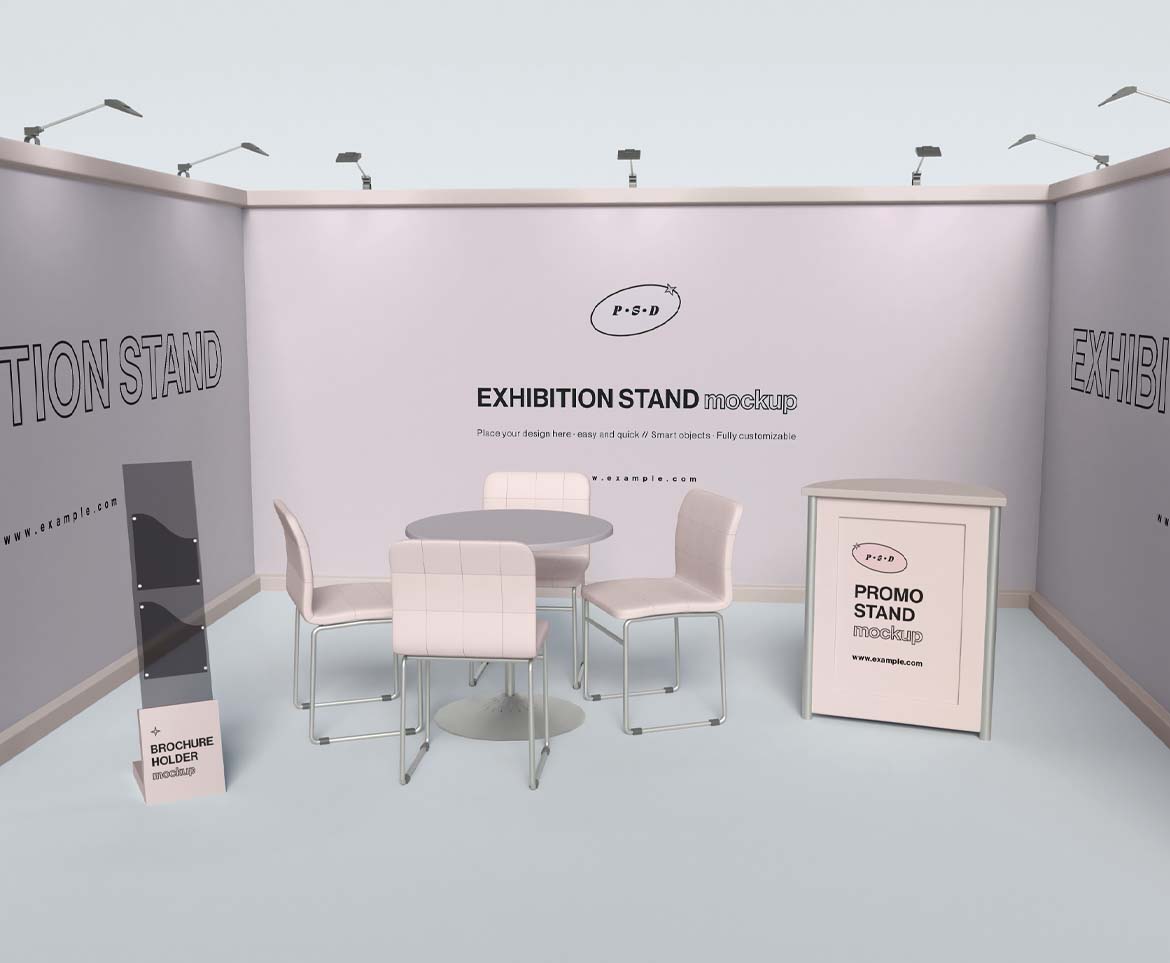 P·S·D
EXHIBITION STAND mockup
Place your design here · easy and quick // Smart objects · Fully customizable
w.example.com
TION STAND
www.example.com
EXHIBI
P·S·D
PROMO
STAND
mockup
www.example.com
BROCHURE
HOLDER
mockup